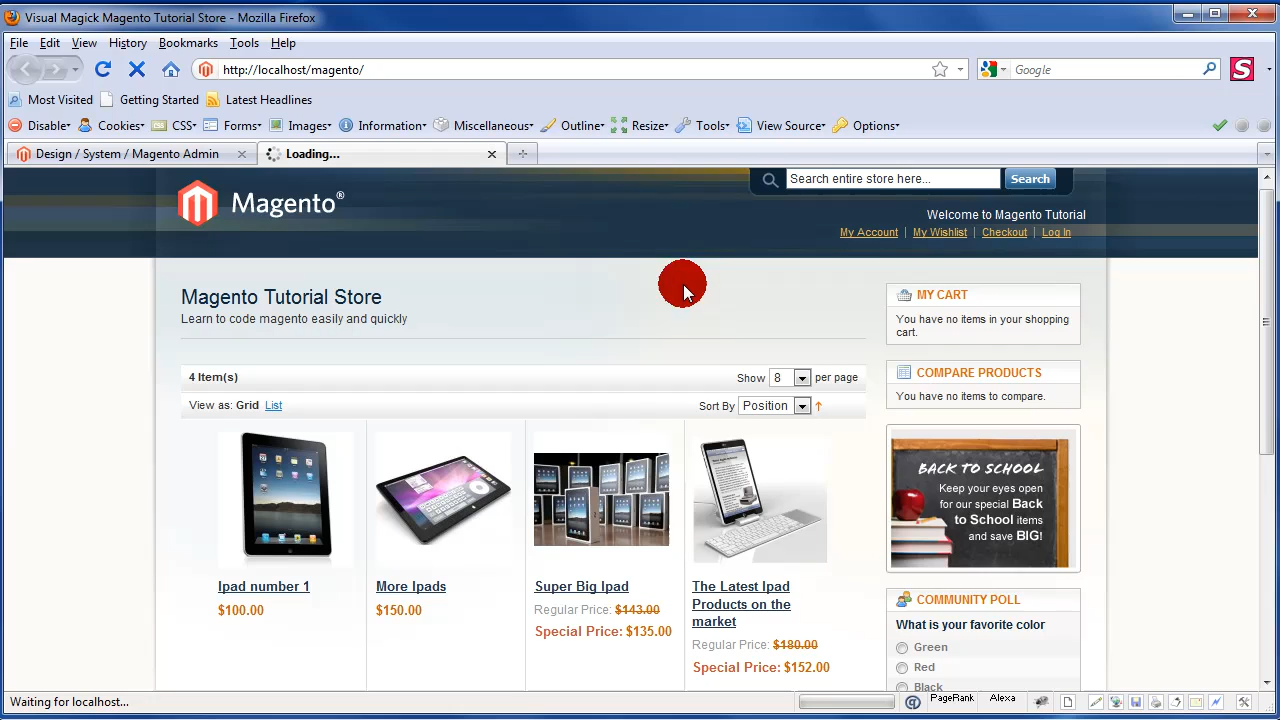 Visual Magick Magento Tutorial Store - Mozilla Firefox
File Edit View History Bookmarks Tools Help
http://localhost/magento/
Google
S
Most Visited Getting Started Latest Headlines
Disable Cookies CSS Forms Images Information Miscellaneous Outline Resize Tools View Source Options
Design / System / Magento Admin
Loading...
Search entire store here... Search
Magento®
Welcome to Magento Tutorial
My Account | My Wishlist | Checkout | Log In
Magento Tutorial Store
Learn to code magento easily and quickly
4 Item(s)
Show 8 per page
View as: Grid List
Sort By Position
Ipad number 1
$100.00
More Ipads
$150.00
Super Big Ipad
Regular Price: $143.00
Special Price: $135.00
The Latest Ipad
Products on the
market
Regular Price: $180.00
Special Price: $152.00
MY CART
You have no items in your shopping
cart.
COMPARE PRODUCTS
You have no items to compare.
BACK TO SCHOOL
Keep your eyes open
for our special Back
to School items
and save BIG!
COMMUNITY POLL
What is your favorite color
Green
Red
Black
Waiting for localhost...
PageRank
Alexa